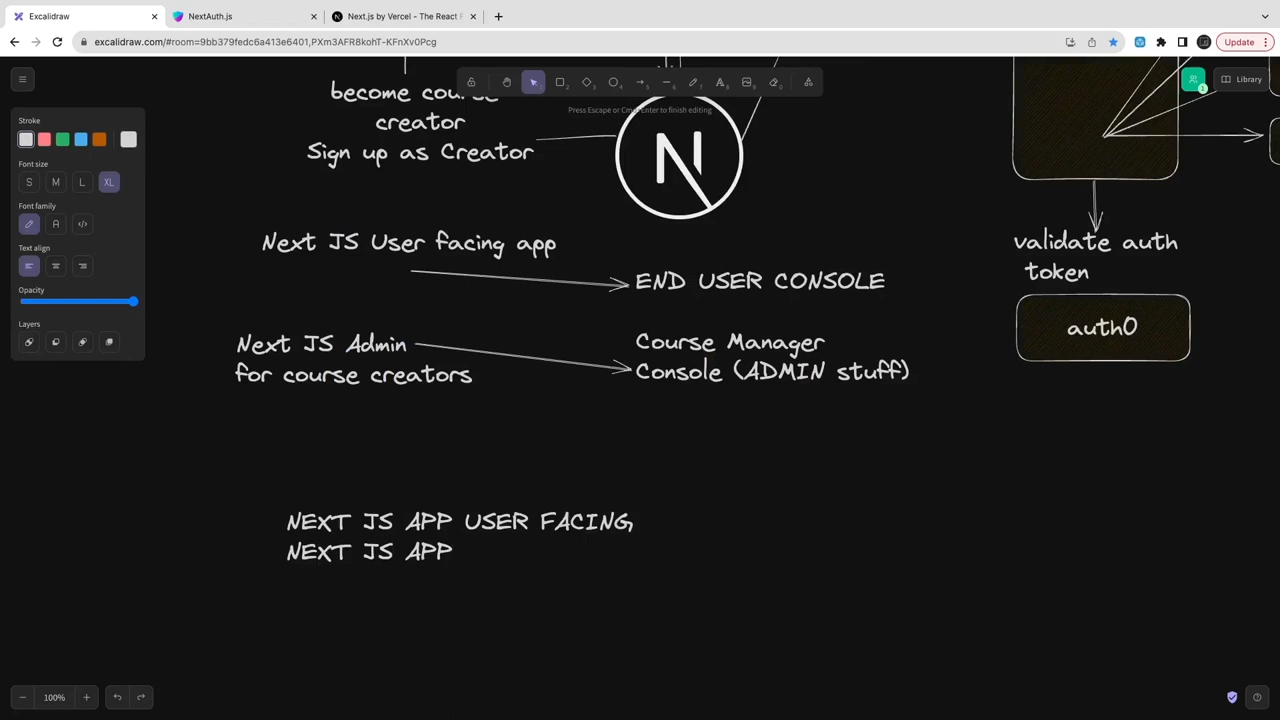 Excalidraw
NextAuth.js
Next.js by Vercel - The React F
excalidraw.com/#room=9bb379fedc6a413e6401,PXm3AFR8kohT-KFnXv0Pcg
Update
Library
1
Press Escape or Cmd+Enter to finish editing
Stroke
Font size
S M L XL
Font family
A </>
Text align
Opacity
Layers
become course
creator
Sign up as Creator
N
Next JS User facing app
END USER CONSOLE
Next JS Admin
for course creators
Course Manager
Console (ADMIN stuff)
validate auth
token
auth0
NEXT JS APP USER FACING,
NEXT JS APP
100%